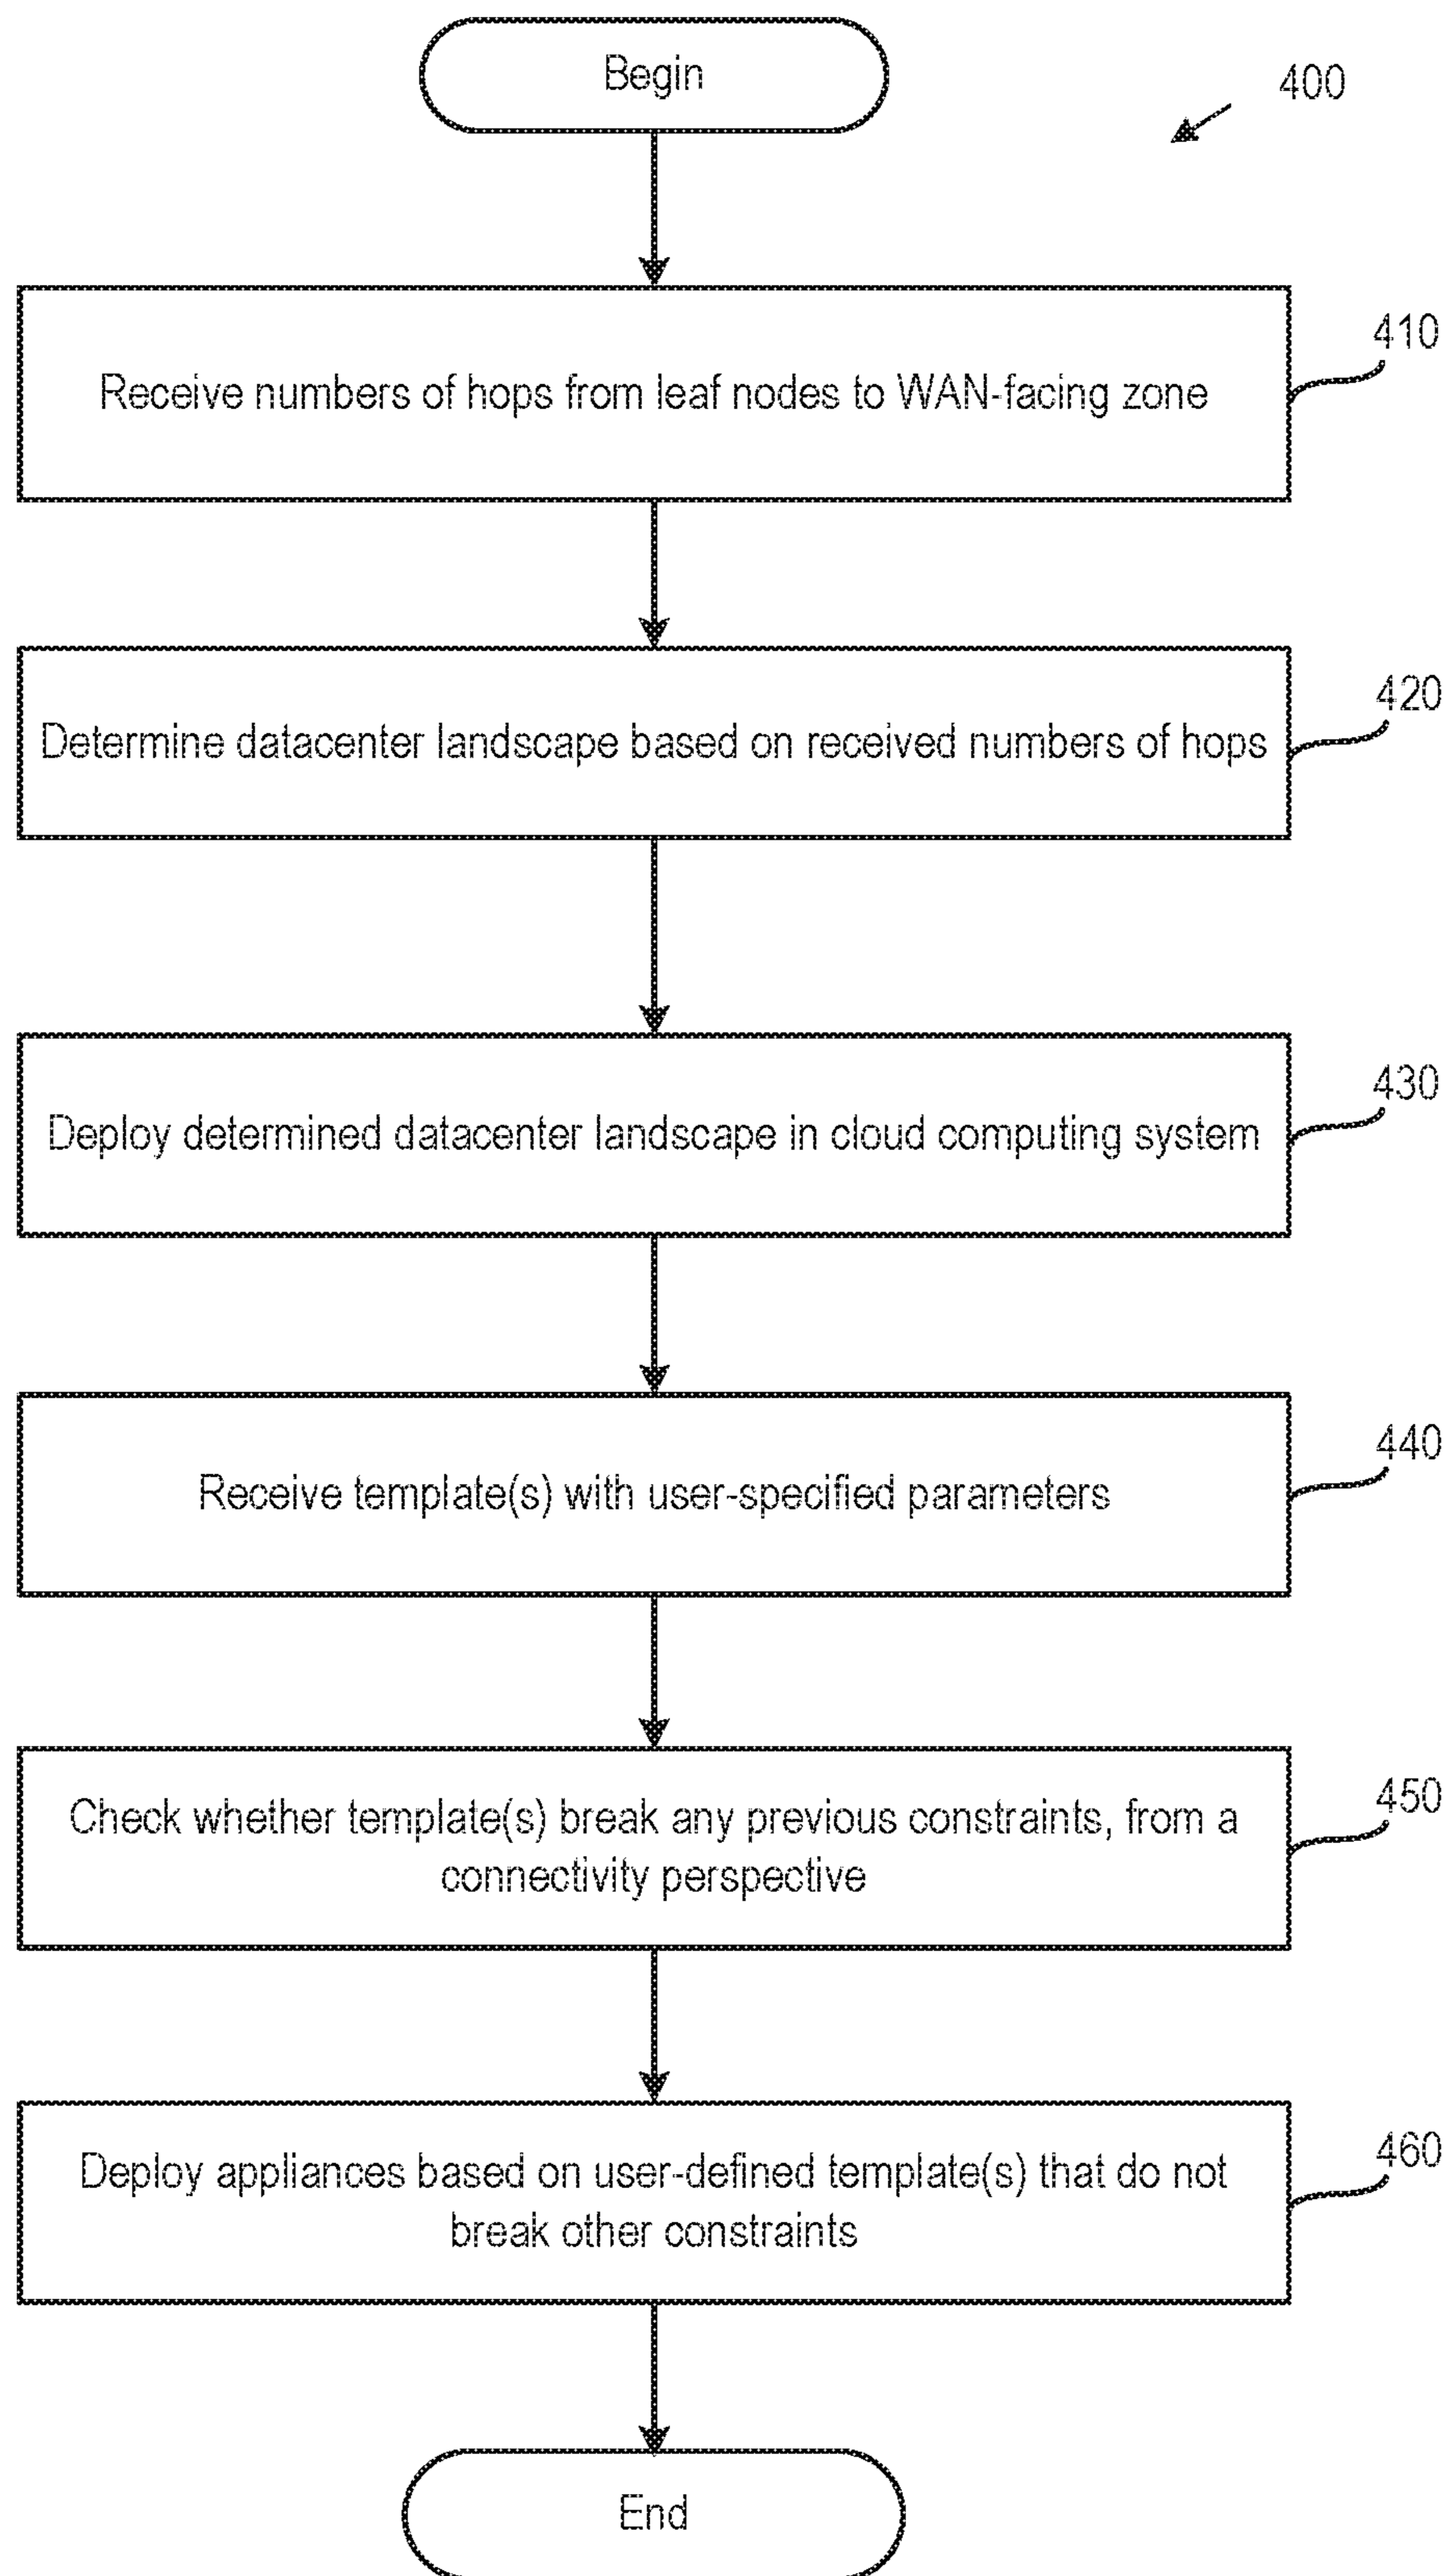 Begin
400
Receive numbers of hops from leaf nodes to WAN-facing zone
410
Determine datacenter landscape based on received numbers of hops
420
Deploy determined datacenter landscape in cloud computing system
430
Receive template(s) with user-specified parameters
440
Check whether template(s) break any previous constraints, from a
connectivity perspective
450
Deploy appliances based on user-defined template(s) that do not
break other constraints
460
End